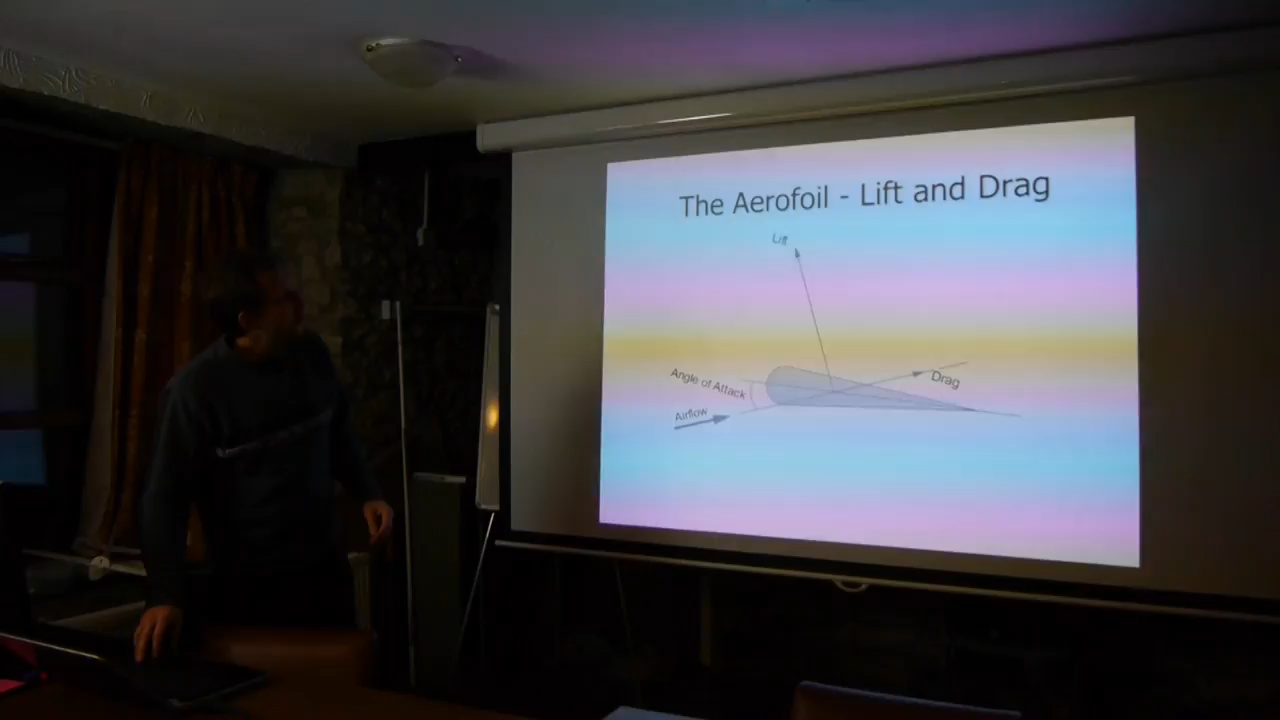 The Aerofoil - Lift and Drag
Lift
Angle of Attack
Drag
Airflow